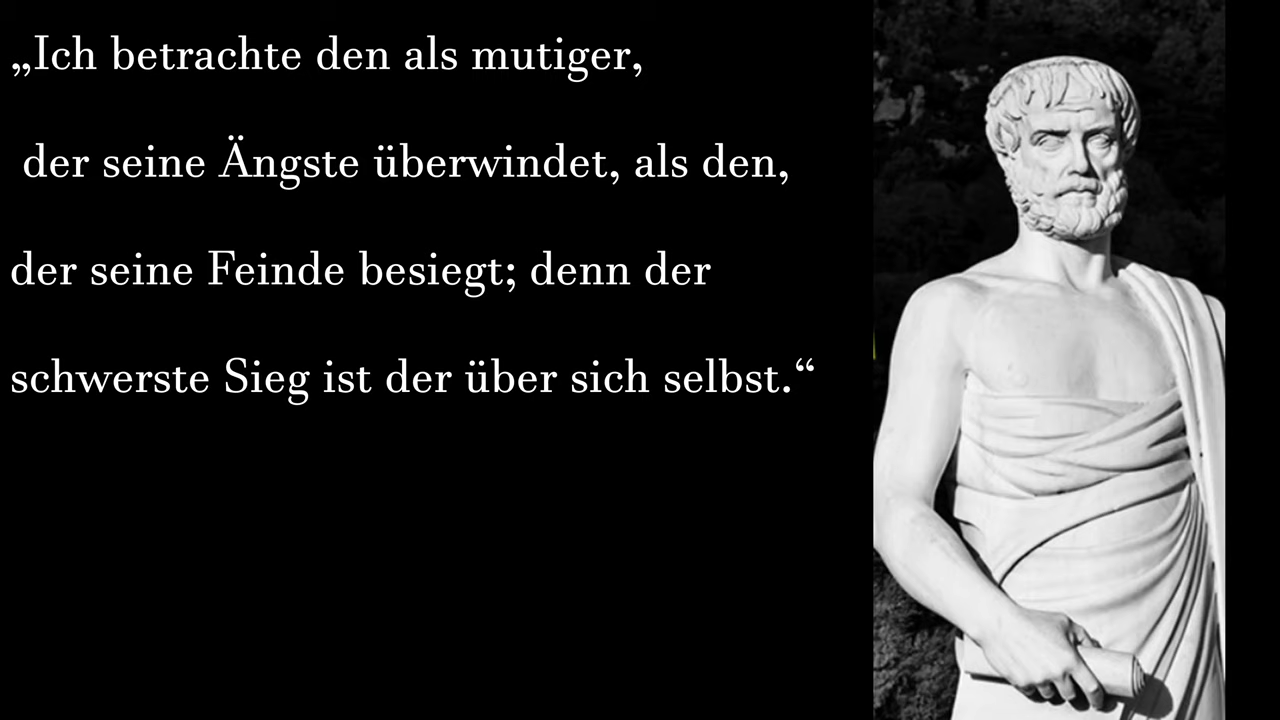 „Ich betrachte den als mutiger,
der seine Ängste überwindet, als den,
der seine Feinde besiegt; denn der
schwerste Sieg ist der über sich selbst.“